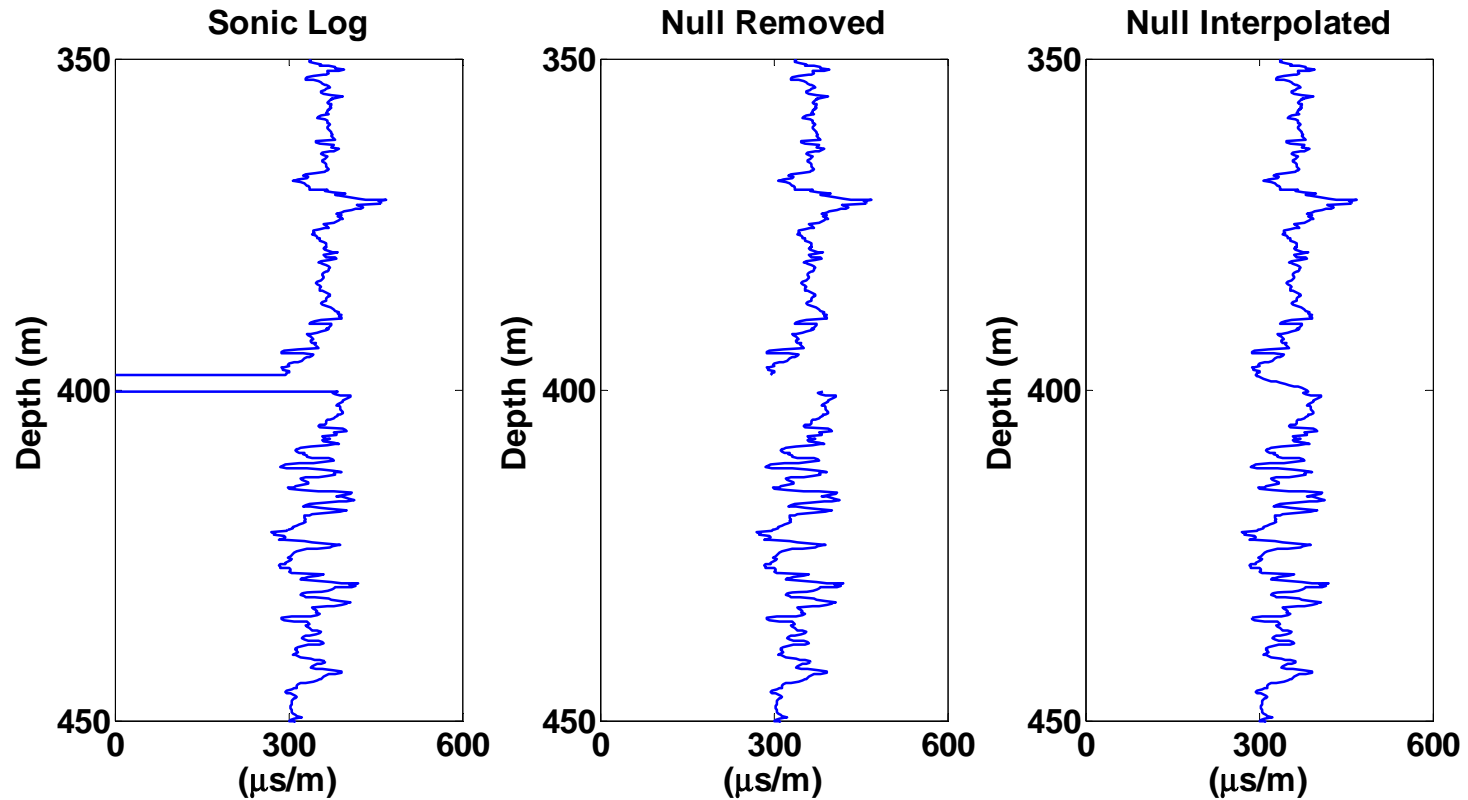 Sonic Log
350
400
450
0 300 600
Depth (m)
(μs/m)
Null Removed
350
400
450
0 300 600
Depth (m)
(μs/m)
Null Interpolated
350
400
450
0 300 600
Depth (m)
(μs/m)